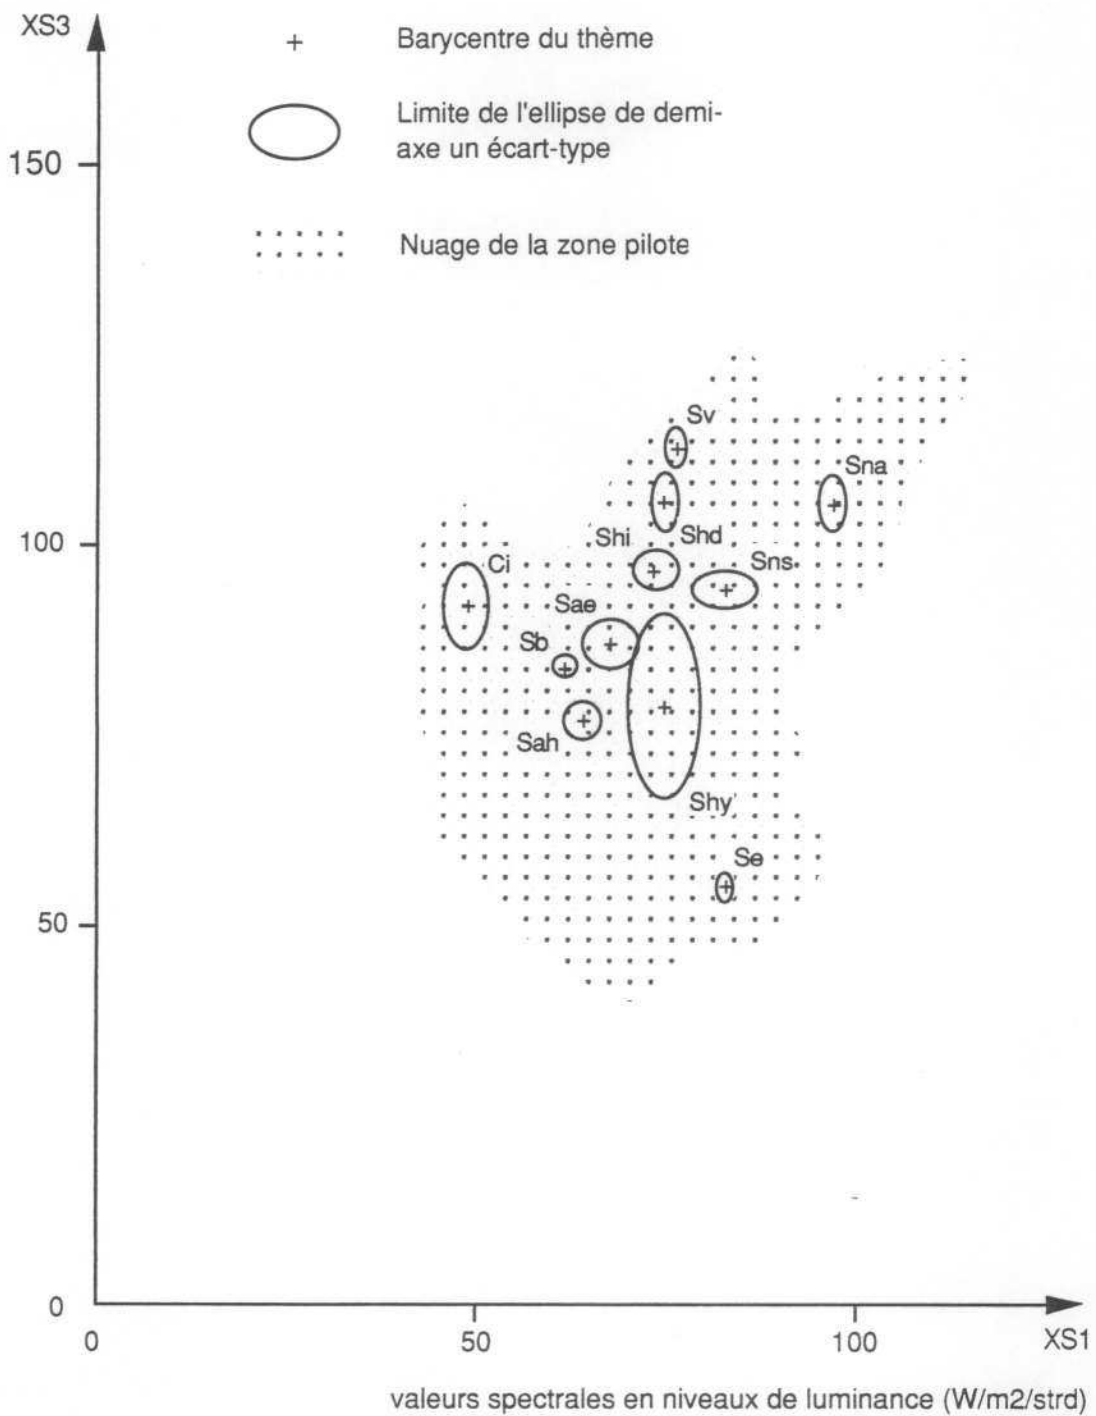 XS3
Barycentre du thème
Limite de l'ellipse de demi-
axe un écart-type
150
Nuage de la zone pilote
Sv
Sna
100
Shi
Shd
Ci
Sns
Sae
Sb
Sah
Shy
Se
50
0
0
50
100
XS1
valeurs spectrales en niveaux de luminance (W/m2/strd)